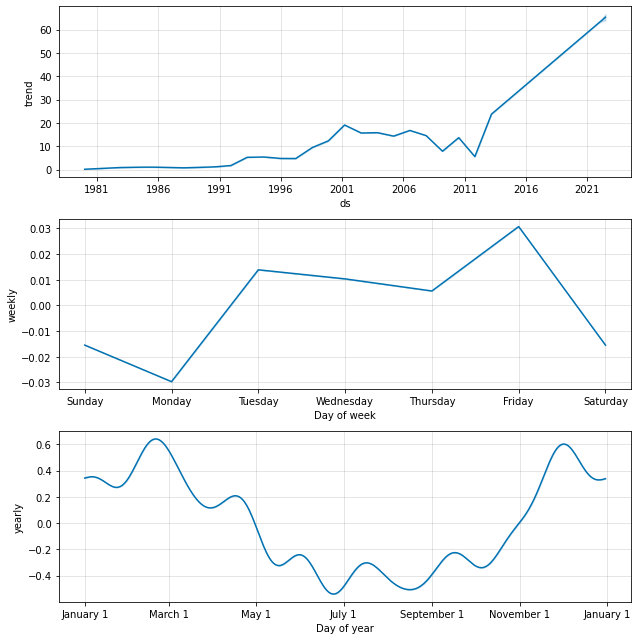 60
50
40
30
20
10
0
trend
1981 1986 1991 1996 2001 2006 2011 2016 2021
ds
0.03
0.02
0.01
0.00
−0.01
−0.02
−0.03
weekly
Sunday Monday Tuesday Wednesday Thursday Friday Saturday
Day of week
0.6
0.4
0.2
0.0
−0.2
−0.4
yearly
January 1 March 1 May 1 July 1 September 1 November 1 January 1
Day of year